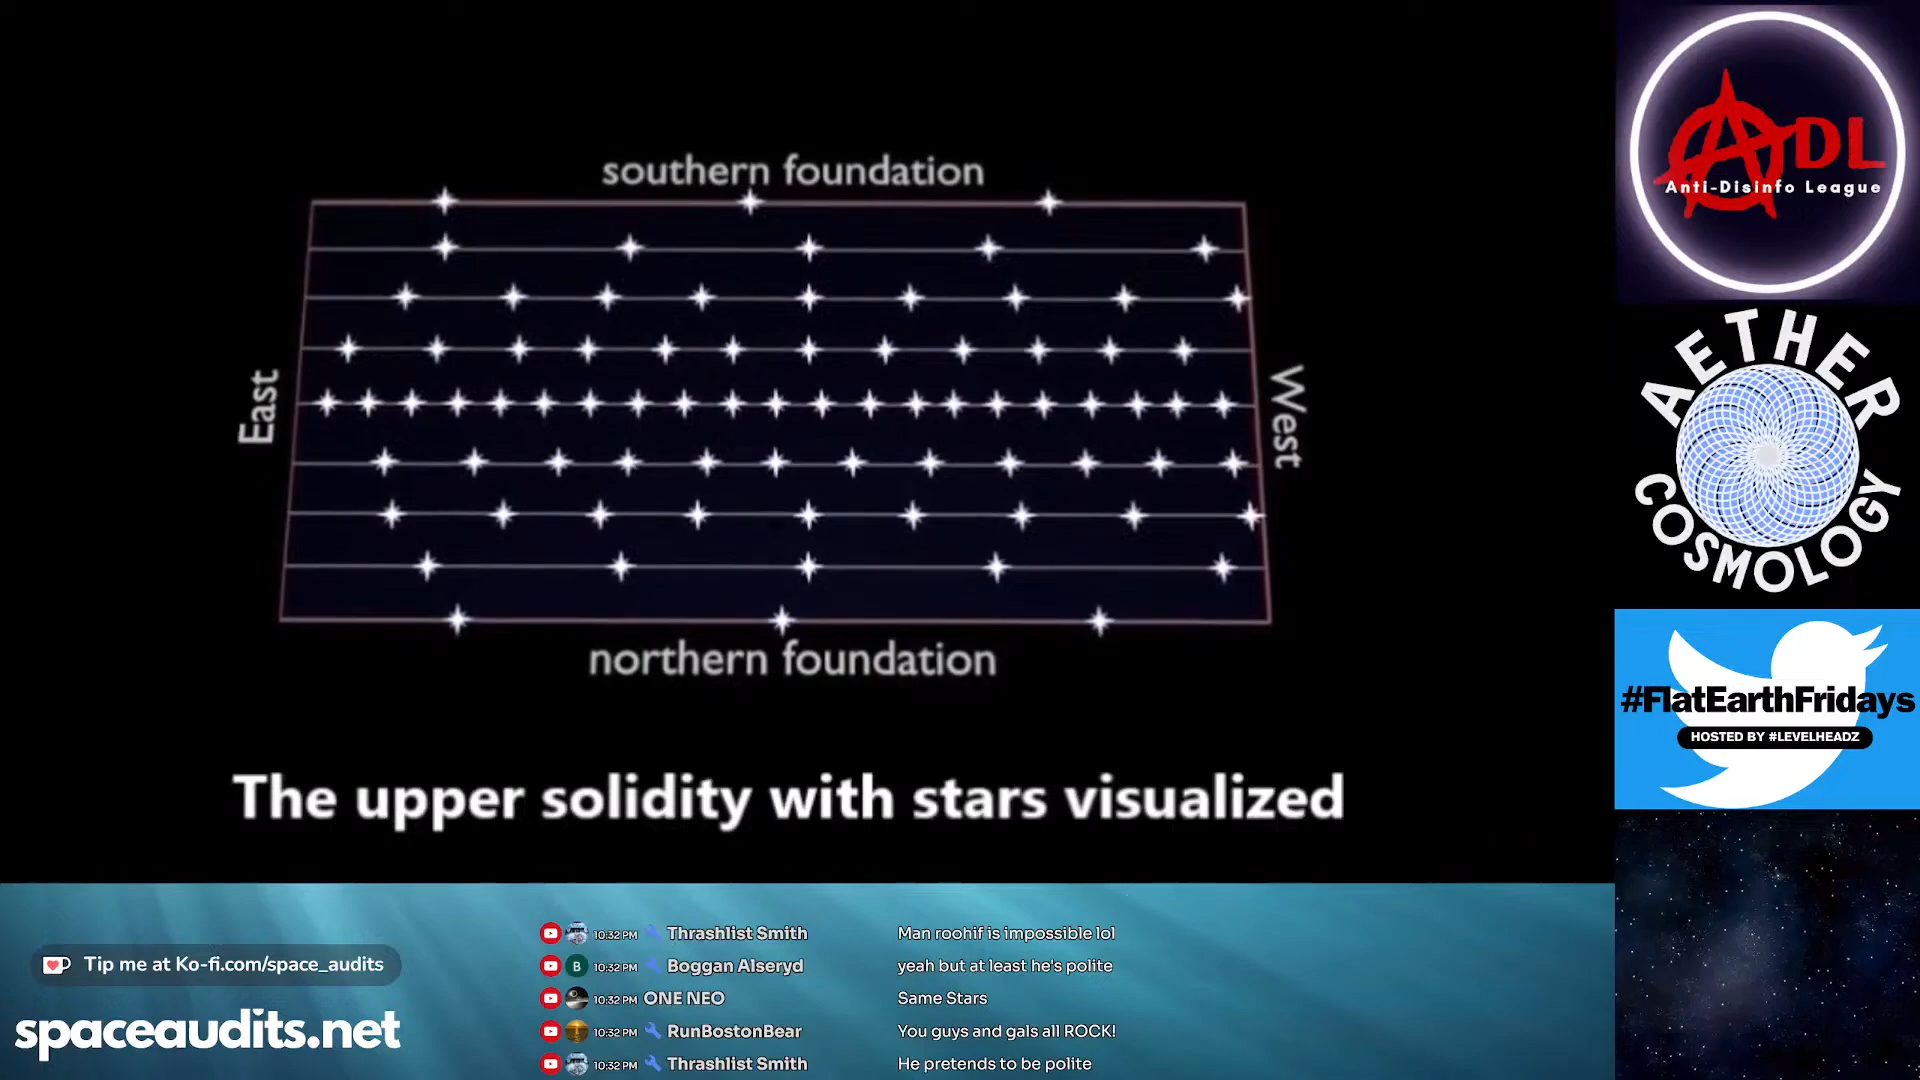 southern foundation
East
West
northern foundation
The upper solidity with stars visualized
ADL
Anti-Disinfo League
AETHER
COSMOLOGY
#FlatEarthFridays
HOSTED BY #LEVELHEADZ
Tip me at Ko-fi.com/space_audits
spaceaudits.net
10:32 PM Thrashlist Smith Man roohif is impossible lol
B 10:32 PM Boggan Alseryd yeah but at least he's polite
10:32 PM ONE NEO Same Stars
10:32 PM RunBostonBear You guys and gals all ROCK!
10:32 PM Thrashlist Smith He pretends to be polite